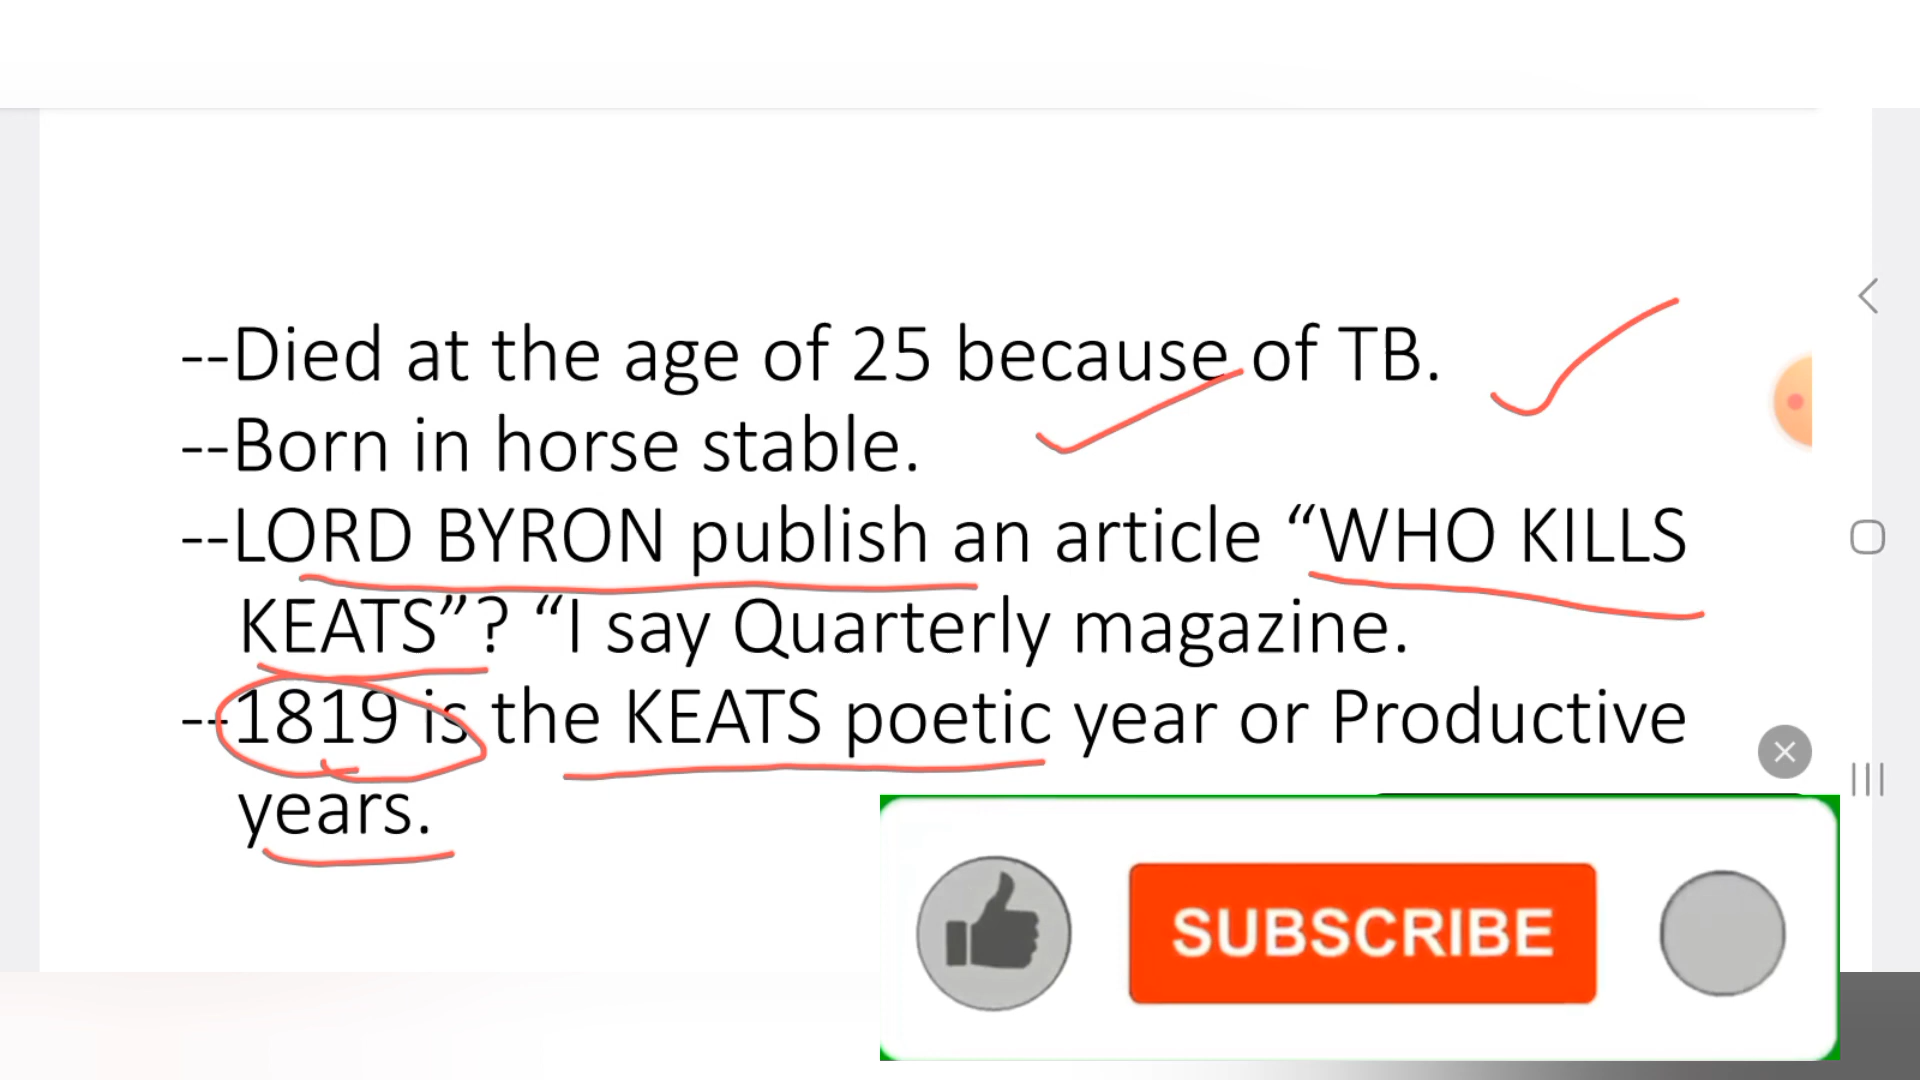 --Died at the age of 25 because of TB.
--Born in horse stable.
--LORD BYRON publish an article “WHO KILLS
KEATS”? “I say Quarterly magazine.
--1819 is the KEATS poetic year or Productive
years.
SUBSCRIBE